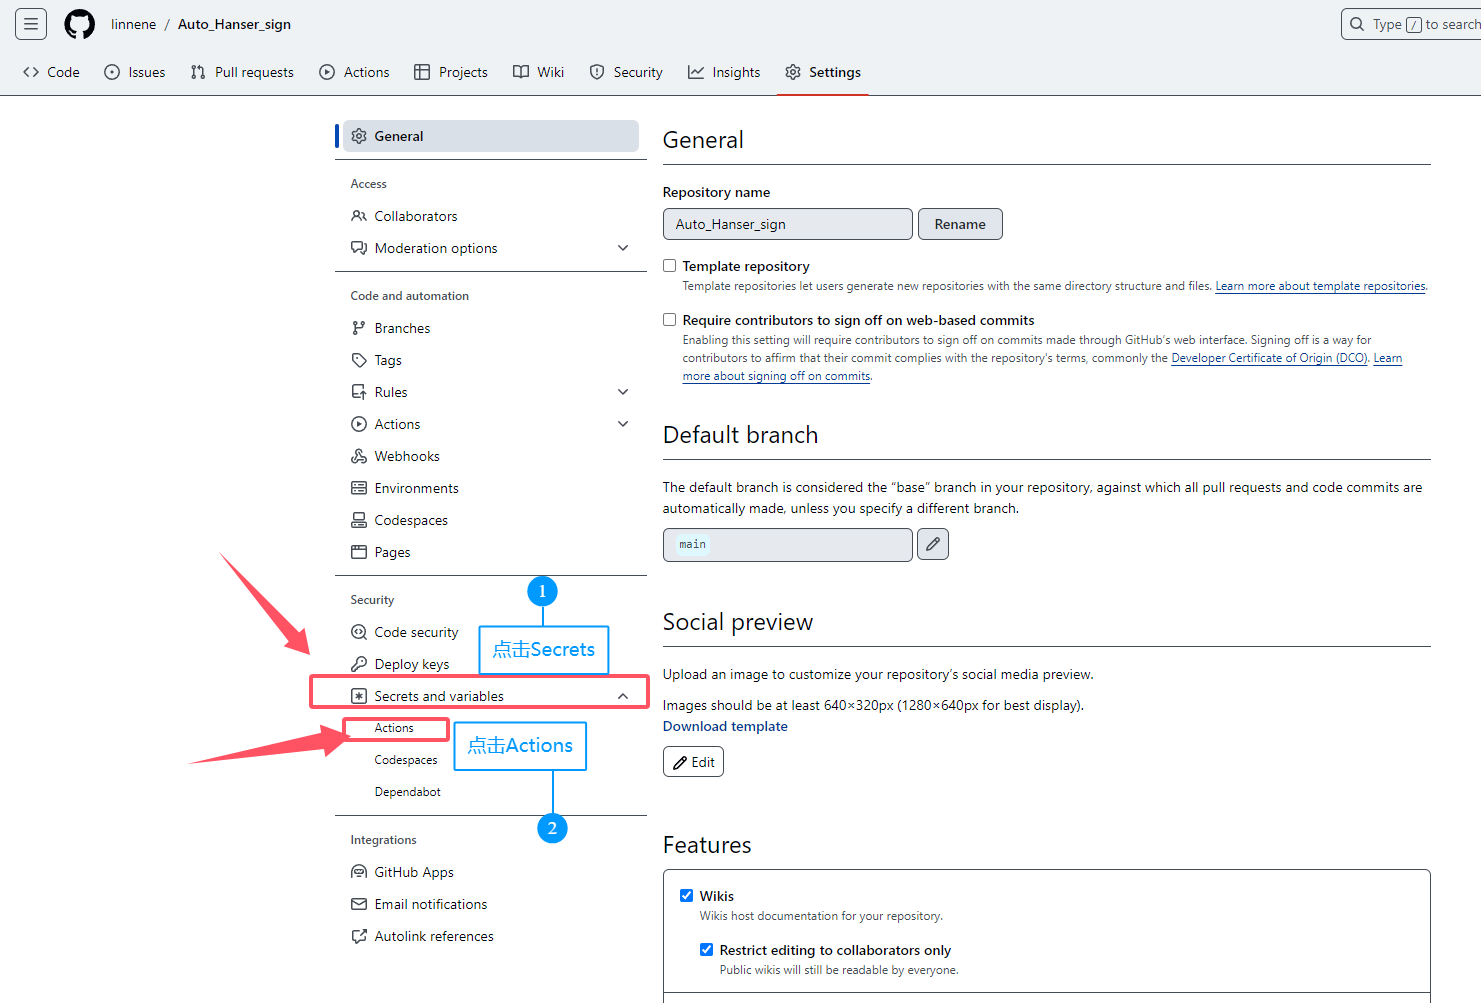 linnene / Auto_Hanser_sign
Type / to search
Code Issues Pull requests Actions Projects Wiki Security Insights Settings
General
Access
Collaborators
Moderation options
Code and automation
Branches
Tags
Rules
Actions
Webhooks
Environments
Codespaces
Pages
Security
1
Code security
点击Secrets
Deploy keys
Secrets and variables
Actions
点击Actions
Codespaces
Dependabot
2
Integrations
GitHub Apps
Email notifications
Autolink references
General
Repository name
Auto_Hanser_sign Rename
Template repository
Template repositories let users generate new repositories with the same directory structure and files. Learn more about template repositories.
Require contributors to sign off on web-based commits
Enabling this setting will require contributors to sign off on commits made through GitHub's web interface. Signing off is a way for
contributors to affirm that their commit complies with the repository's terms, commonly the Developer Certificate of Origin (DCO). Learn
more about signing off on commits.
Default branch
The default branch is considered the “base” branch in your repository, against which all pull requests and code commits are
automatically made, unless you specify a different branch.
main
Social preview
Upload an image to customize your repository's social media preview.
Images should be at least 640×320px (1280×640px for best display).
Download template
Edit
Features
Wikis
Wikis host documentation for your repository.
Restrict editing to collaborators only
Public wikis will still be readable by everyone.